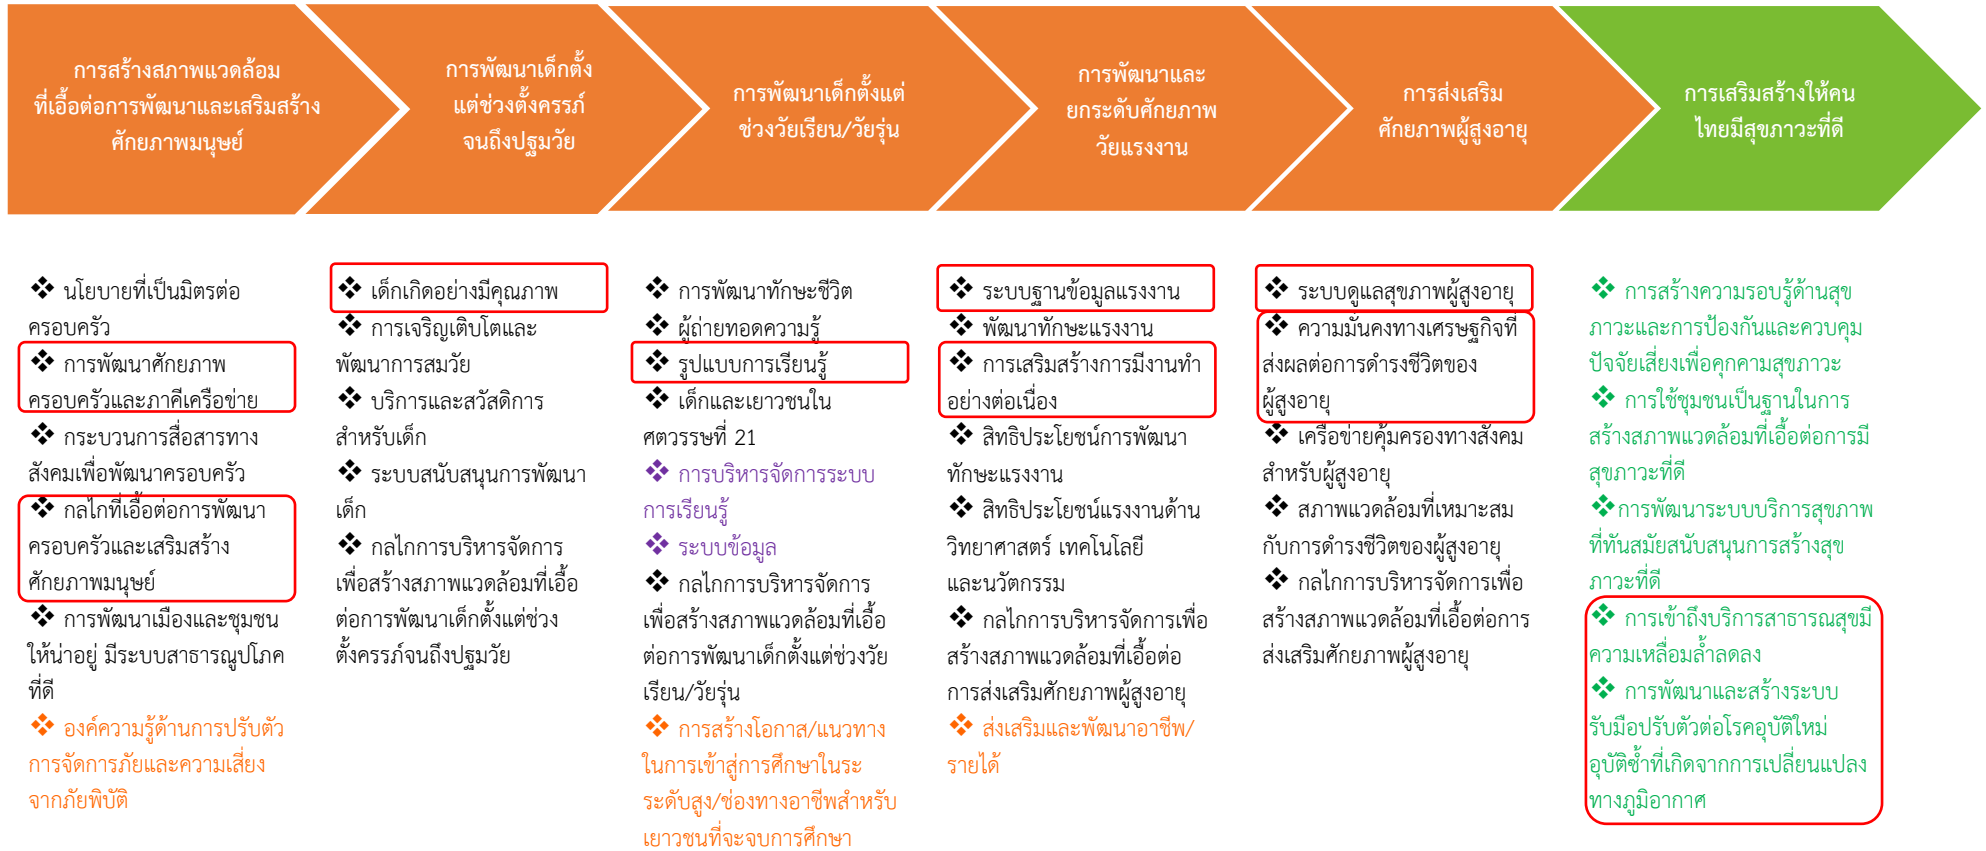 การสร้างสภาพแวดล้อม
ที่เอื้อต่อการพัฒนาและเสริมสร้าง
ศักยภาพมนุษย์
การพัฒนาเด็กตั้ง
แต่ช่วงตั้งครรภ์
จนถึงปฐมวัย
การพัฒนาเด็กตั้งแต่
ช่วงวัยเรียน/วัยรุ่น
การพัฒนาและ
ยกระดับศักยภาพ
วัยแรงงาน
การส่งเสริม
ศักยภาพผู้สูงอายุ
การเสริมสร้างให้คน
ไทยมีสุขภาวะที่ดี
❖ นโยบายที่เป็นมิตรต่อ
ครอบครัว
❖ การพัฒนาศักยภาพ
ครอบครัวและภาคีเครือข่าย
❖ กระบวนการสื่อสารทาง
สังคมเพื่อพัฒนาครอบครัว
❖ กลไกที่เอื้อต่อการพัฒนา
ครอบครัวและเสริมสร้าง
ศักยภาพมนุษย์
❖ การพัฒนาเมืองและชุมชน
ให้น่าอยู่ มีระบบสาธารณูปโภค
ที่ดี
❖ องค์ความรู้ด้านการปรับตัว
การจัดการภัยและความเสี่ยง
จากภัยพิบัติ
❖ เด็กเกิดอย่างมีคุณภาพ
❖ การเจริญเติบโตและ
พัฒนาการสมวัย
❖ บริการและสวัสดิการ
สำหรับเด็ก
❖ ระบบสนับสนุนการพัฒนา
เด็ก
❖ กลไกการบริหารจัดการ
เพื่อสร้างสภาพแวดล้อมที่เอื้อ
ต่อการพัฒนาเด็กตั้งแต่ช่วง
ตั้งครรภ์จนถึงปฐมวัย
❖ การพัฒนาทักษะชีวิต
❖ ผู้ถ่ายทอดความรู้
❖ รูปแบบการเรียนรู้
❖ เด็กและเยาวชนใน
ศตวรรษที่ 21
❖ การบริหารจัดการระบบ
การเรียนรู้
❖ ระบบข้อมูล
❖ กลไกการบริหารจัดการ
เพื่อสร้างสภาพแวดล้อมที่เอื้อ
ต่อการพัฒนาเด็กตั้งแต่ช่วงวัย
เรียน/วัยรุ่น
❖ การสร้างโอกาส/แนวทาง
ในการเข้าสู่การศึกษาในระ
ระดับสูง/ช่องทางอาชีพสำหรับ
เยาวชนที่จะจบการศึกษา
❖ ระบบฐานข้อมูลแรงงาน
❖ พัฒนาทักษะแรงงาน
❖ การเสริมสร้างการมีงานทำ
อย่างต่อเนื่อง
❖ สิทธิประโยชน์การพัฒนา
ทักษะแรงงาน
❖ สิทธิประโยชน์แรงงานด้าน
วิทยาศาสตร์ เทคโนโลยี
และนวัตกรรม
❖ กลไกการบริหารจัดการเพื่อ
สร้างสภาพแวดล้อมที่เอื้อต่อ
การส่งเสริมศักยภาพผู้สูงอายุ
❖ ส่งเสริมและพัฒนาอาชีพ/
รายได้
❖ ระบบดูแลสุขภาพผู้สูงอายุ
❖ ความมั่นคงทางเศรษฐกิจที่
ส่งผลต่อการดำรงชีวิตของ
ผู้สูงอายุ
❖ เครือข่ายคุ้มครองทางสังคม
สำหรับผู้สูงอายุ
❖ สภาพแวดล้อมที่เหมาะสม
กับการดำรงชีวิตของผู้สูงอายุ
❖ กลไกการบริหารจัดการเพื่อ
สร้างสภาพแวดล้อมที่เอื้อต่อการ
ส่งเสริมศักยภาพผู้สูงอายุ
❖ การสร้างความรอบรู้ด้านสุข
ภาวะและการป้องกันและควบคุม
ปัจจัยเสี่ยงเพื่อคุกคามสุขภาวะ
❖ การใช้ชุมชนเป็นฐานในการ
สร้างสภาพแวดล้อมที่เอื้อต่อการมี
สุขภาวะที่ดี
❖การพัฒนาระบบบริการสุขภาพ
ที่ทันสมัยสนับสนุนการสร้างสุข
ภาวะที่ดี
❖ การเข้าถึงบริการสาธารณสุขมี
ความเหลื่อมล้ำลดลง
❖ การพัฒนาและสร้างระบบ
รับมือปรับตัวต่อโรคอุบัติใหม่
อุบัติซ้ำที่เกิดจากการเปลี่ยนแปลง
ทางภูมิอากาศ